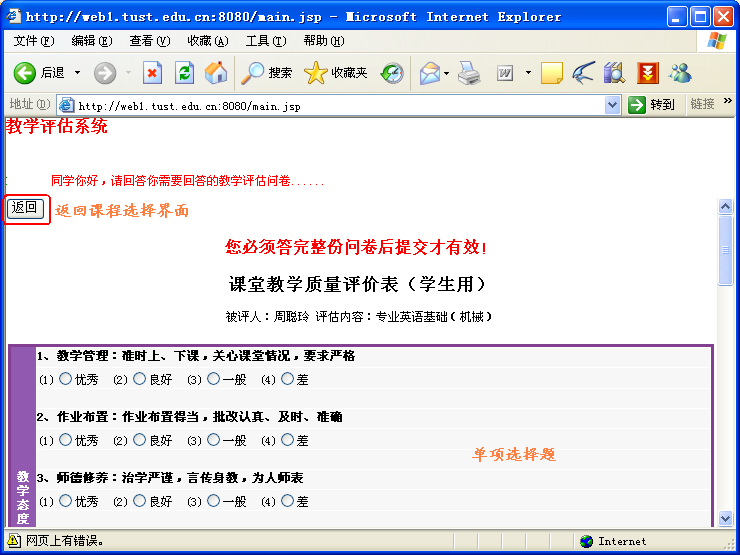 http://web1.tust.edu.cn:8080/main.jsp - Microsoft Internet Explorer
文件(F) 编辑(E) 查看(V) 收藏(A) 工具(T) 帮助(H)
后退 搜索 收藏夹 W
地址(D) http://web1.tust.edu.cn:8080/main.jsp 转到 链接 »
教学评估系统
同学你好，请回答你需要回答的教学评估问卷......
返回 返回课程选择界面
您必须答完整份问卷后提交才有效!
课堂教学质量评价表（学生用）
被评人：周聪玲 评估内容：专业英语基础(机械)
1、教学管理：准时上、下课，关心课堂情况，要求严格
(1) 优秀 (2) 良好 (3) 一般 (4) 差
2、作业布置：作业布置得当，批改认真、及时、准确
(1) 优秀 (2) 良好 (3) 一般 (4) 差
单项选择题
3、师德修养：治学严谨，言传身教，为人师表
教学态度
(1) 优秀 (2) 良好 (3) 一般 (4) 差
网页上有错误。 Internet